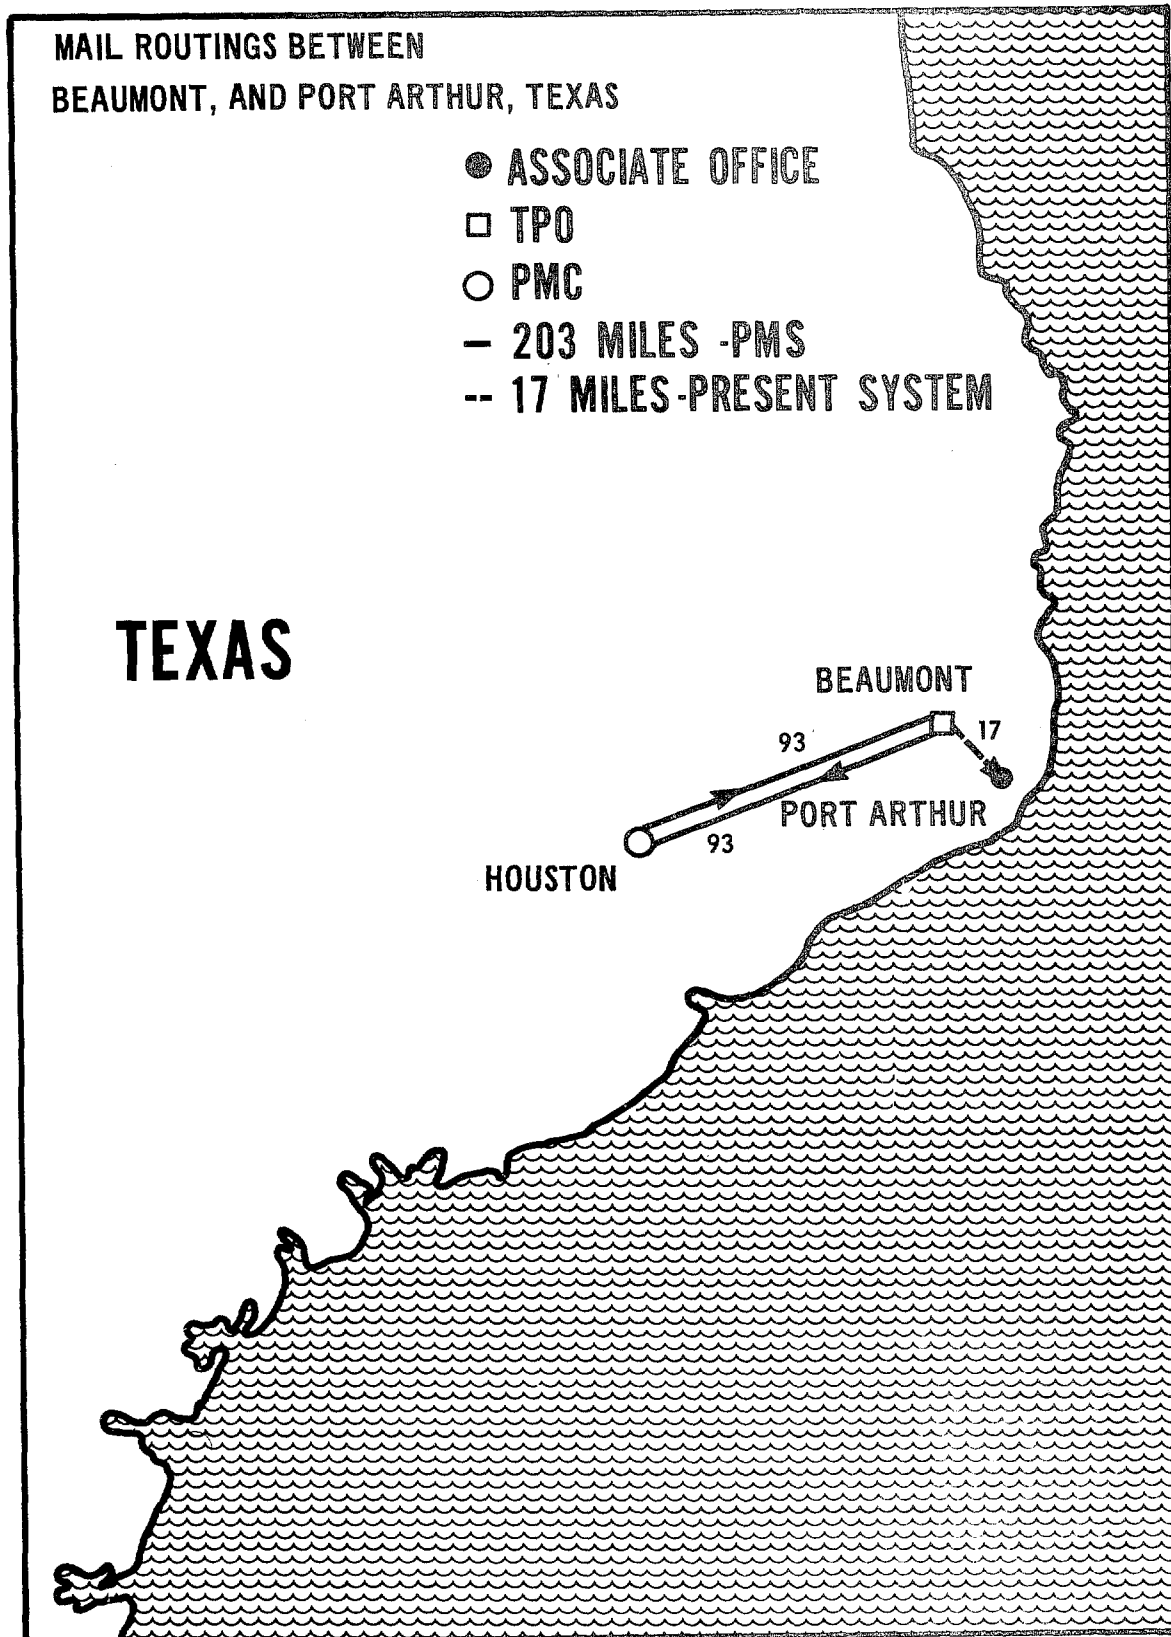 MAIL ROUTINGS BETWEEN
BEAUMONT, AND PORT ARTHUR, TEXAS
ASSOCIATE OFFICE
TPO
PMC
— 203 MILES -PMS
-- 17 MILES-PRESENT SYSTEM
TEXAS
BEAUMONT
17
93
PORT ARTHUR
93
HOUSTON